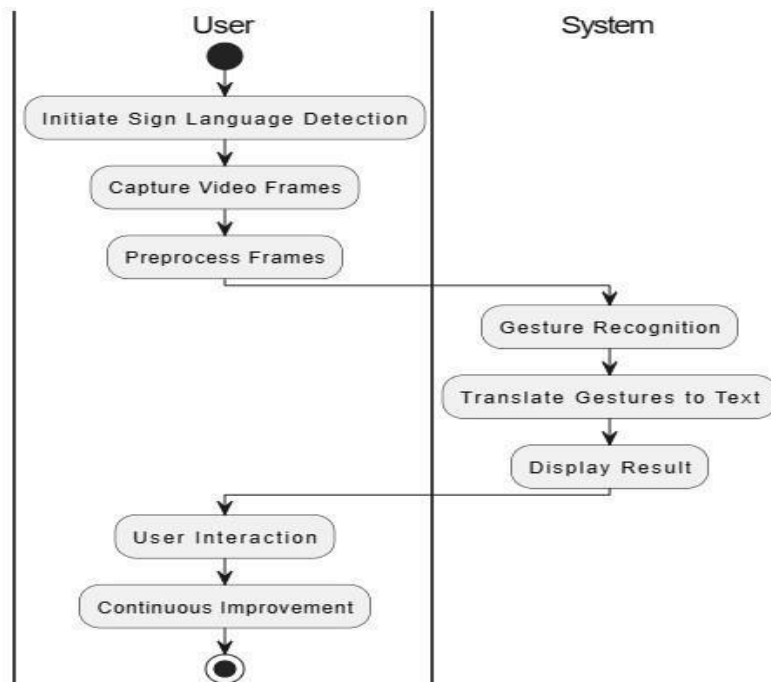 User
System
Initiate Sign Language Detection
Capture Video Frames
Preprocess Frames
Gesture Recognition
Translate Gestures to Text
Display Result
User Interaction
Continuous Improvement